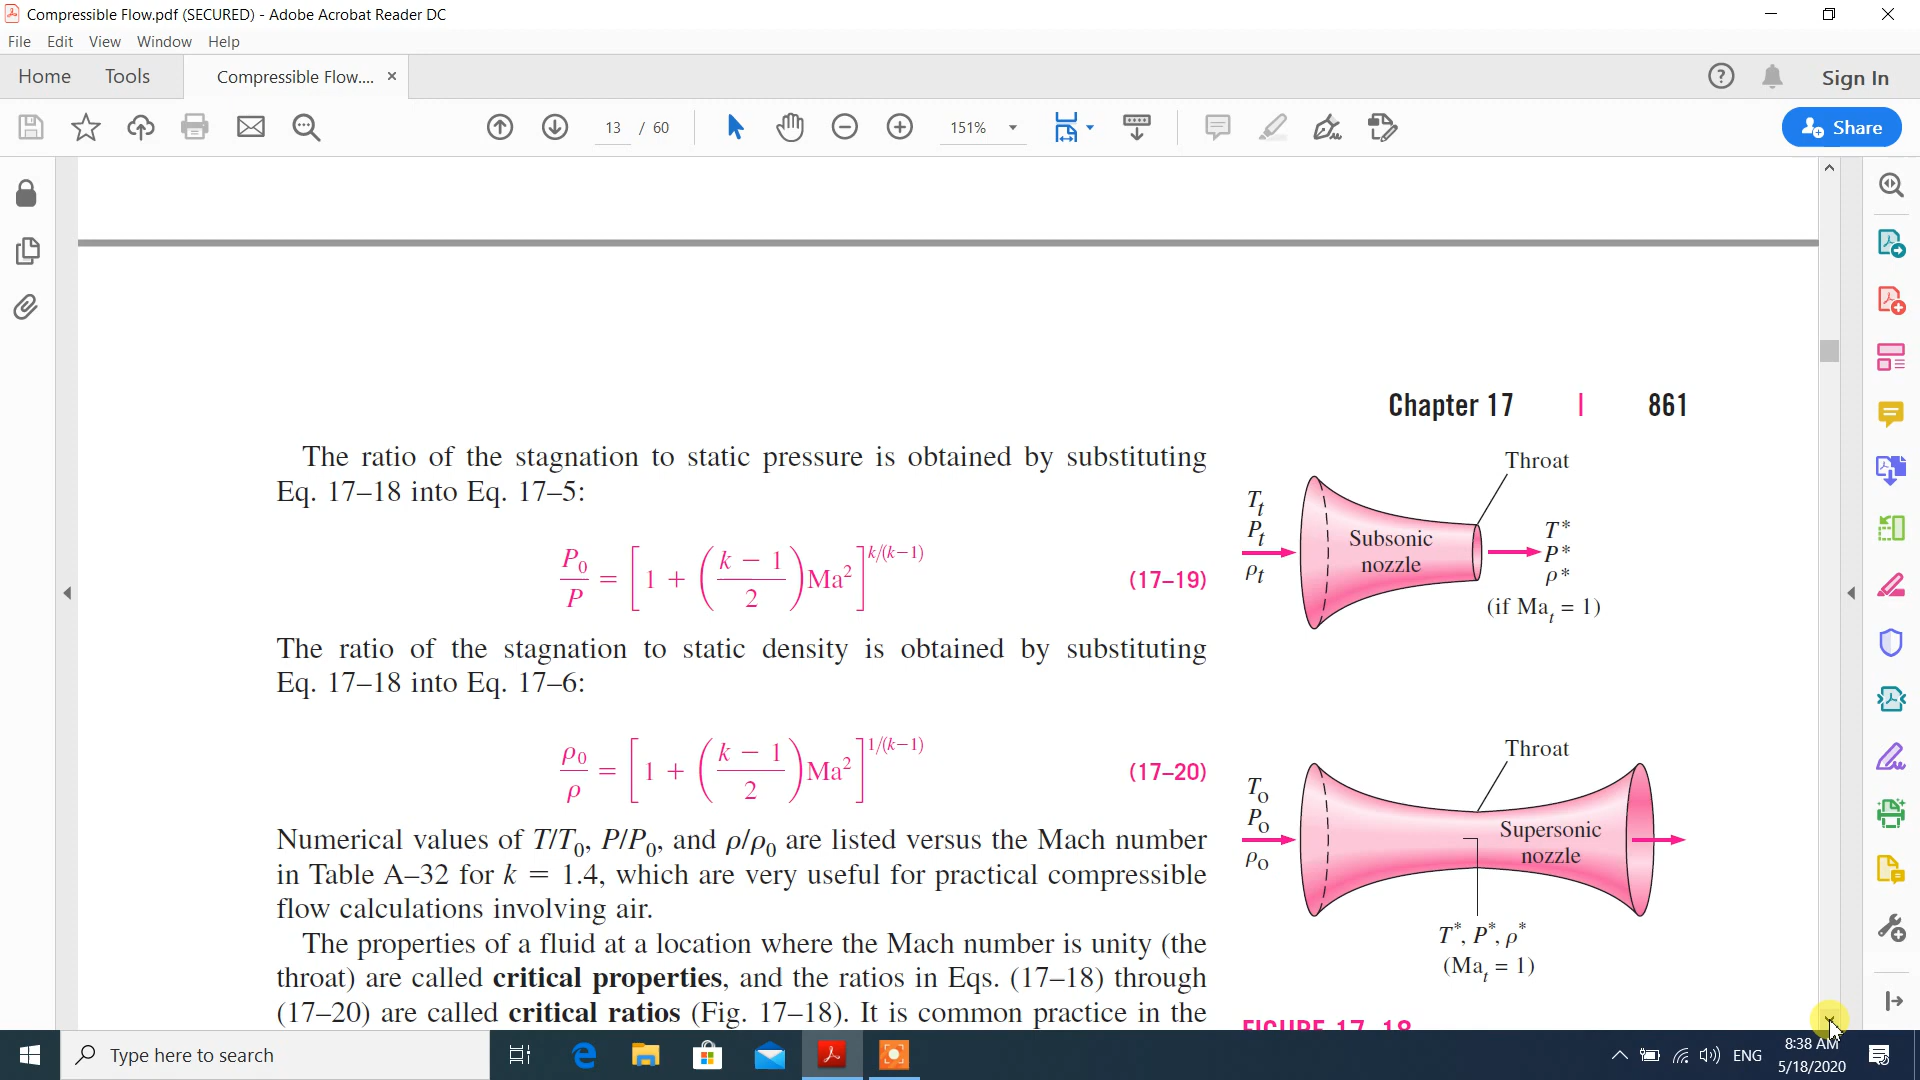 Compressible Flow.pdf (SECURED) - Adobe Acrobat Reader DC
File Edit View Window Help
Home Tools Compressible Flow.... × Sign In
13 / 60 151% Share
Chapter 17 | 861
The ratio of the stagnation to static pressure is obtained by substituting
Eq. 17–18 into Eq. 17–5:
P₀/P = [1 + ((k − 1)/2)Ma²]^k/(k−1) (17–19)
The ratio of the stagnation to static density is obtained by substituting
Eq. 17–18 into Eq. 17–6:
ρ₀/ρ = [1 + ((k − 1)/2)Ma²]^1/(k−1) (17–20)
Numerical values of T/T₀, P/P₀, and ρ/ρ₀ are listed versus the Mach number
in Table A–32 for k = 1.4, which are very useful for practical compressible
flow calculations involving air.
The properties of a fluid at a location where the Mach number is unity (the
throat) are called critical properties, and the ratios in Eqs. (17–18) through
(17–20) are called critical ratios (Fig. 17–18). It is common practice in the
Throat
Tₜ
Pₜ
ρₜ
Subsonic
nozzle
T*
P*
ρ*
(if Maₜ = 1)
Throat
Tₒ
Pₒ
ρₒ
Supersonic
nozzle
T*, P*, ρ*
(Maₜ = 1)
FIGURE 17–18
Type here to search
ENG
8:38 AM
5/18/2020